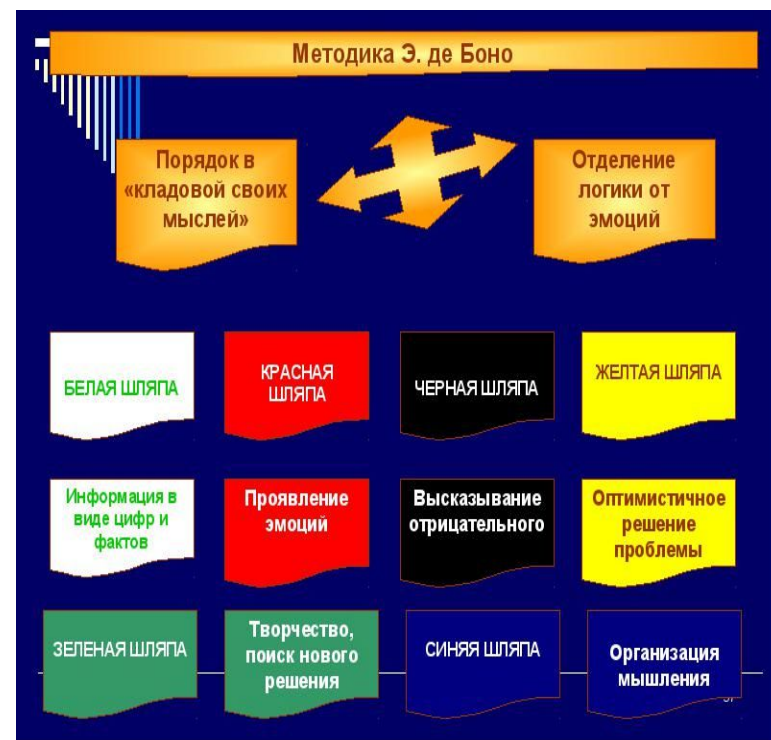 Методика Э. де Боно
Порядок в
«кладовой своих
мыслей»
Отделение
логики от
эмоций
БЕЛАЯ ШЛЯПА
КРАСНАЯ
ШЛЯПА
ЧЕРНАЯ ШЛЯПА
ЖЕЛТАЯ ШЛЯПА
Информация в
виде цифр и
фактов
Проявление
эмоций
Высказывание
отрицательного
Оптимистичное
решение
проблемы
ЗЕЛЕНАЯ ШЛЯПА
Творчество,
поиск нового
решения
СИНЯЯ ШЛЯПА
Организация
мышления